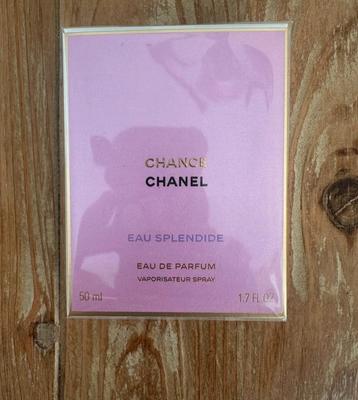 CHANCE
CHANEL
EAU SPLENDIDE
EAU DE PARFUM
VAPORISATEUR SPRAY
50 ml 1.7 FL. OZ